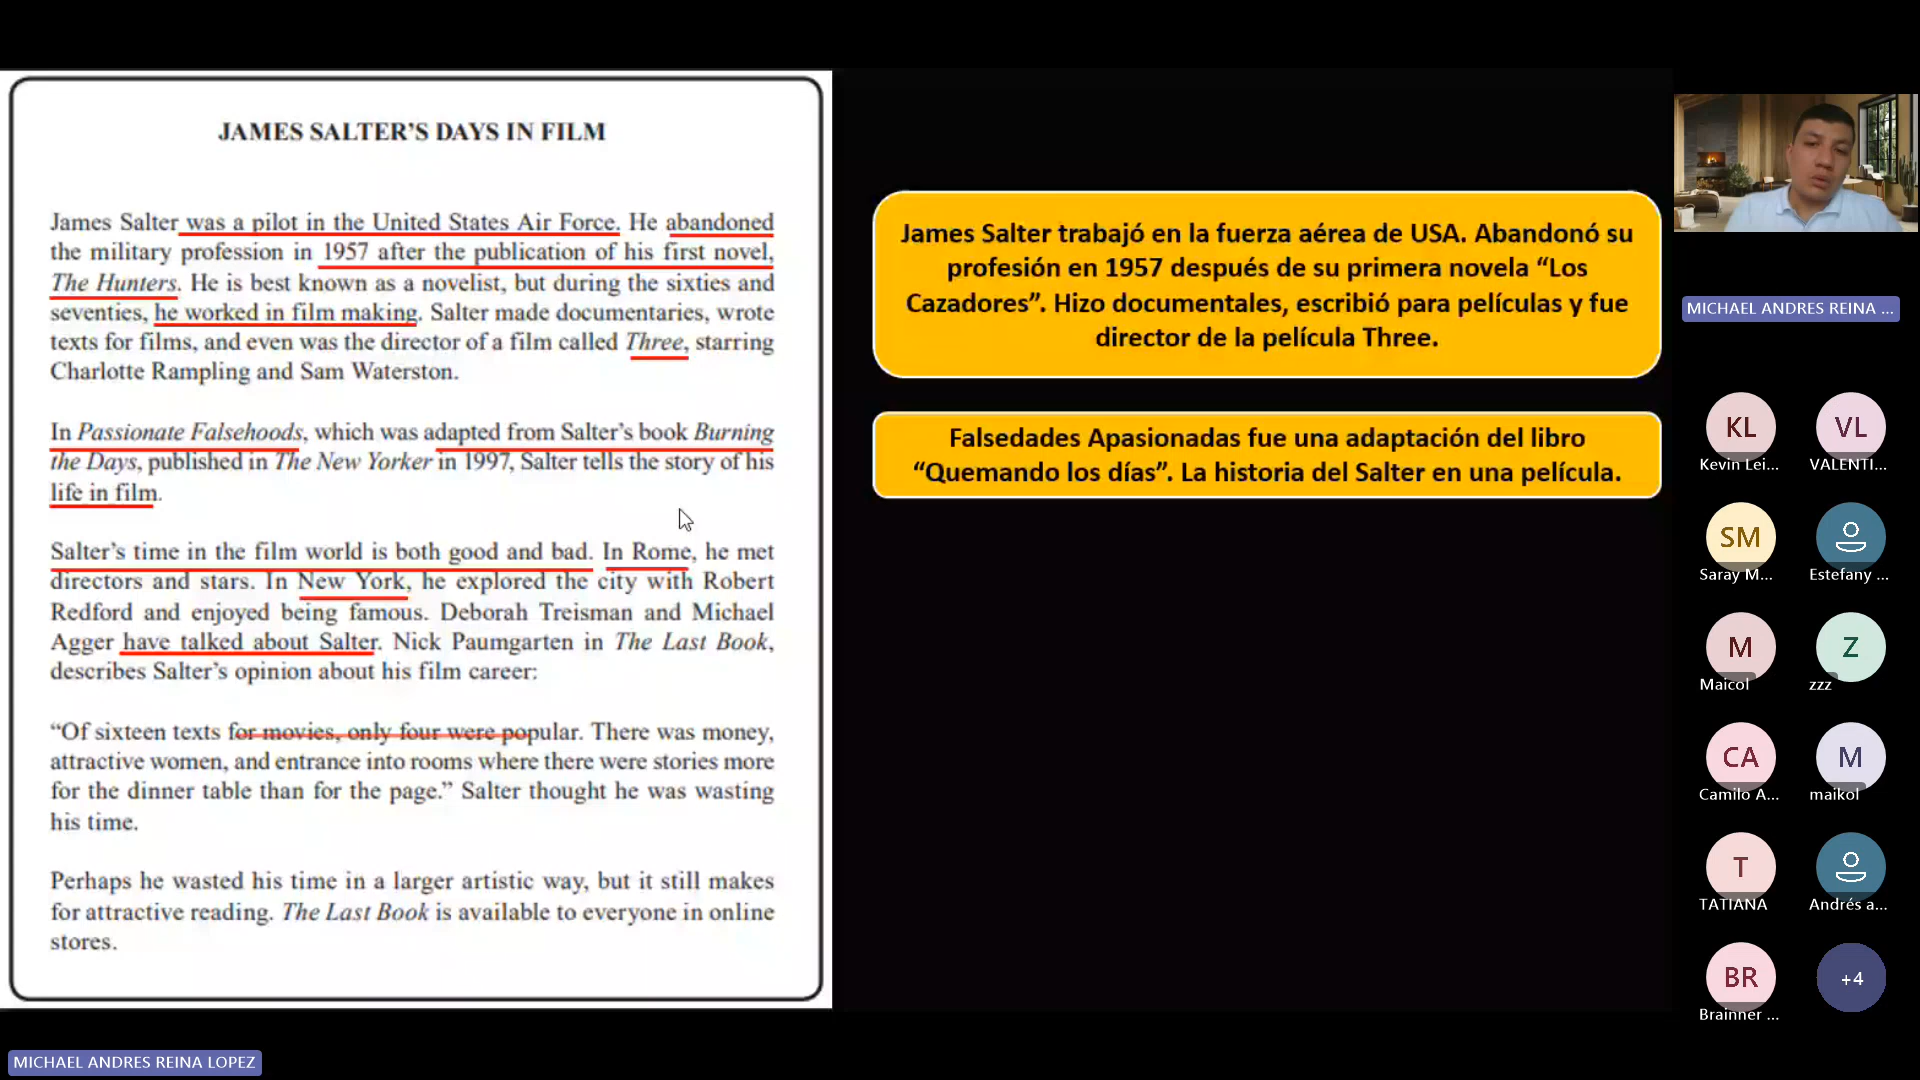 JAMES SALTER’S DAYS IN FILM
James Salter was a pilot in the United States Air Force. He abandoned
the military profession in 1957 after the publication of his first novel,
The Hunters. He is best known as a novelist, but during the sixties and
seventies, he worked in film making. Salter made documentaries, wrote
texts for films, and even was the director of a film called Three, starring
Charlotte Rampling and Sam Waterston.
In Passionate Falsehoods, which was adapted from Salter’s book Burning
the Days, published in The New Yorker in 1997, Salter tells the story of his
life in film.
Salter’s time in the film world is both good and bad. In Rome, he met
directors and stars. In New York, he explored the city with Robert
Redford and enjoyed being famous. Deborah Treisman and Michael
Agger have talked about Salter. Nick Paumgarten in The Last Book,
describes Salter’s opinion about his film career:
“Of sixteen texts for movies, only four were popular. There was money,
attractive women, and entrance into rooms where there were stories more
for the dinner table than for the page.” Salter thought he was wasting
his time.
Perhaps he wasted his time in a larger artistic way, but it still makes
for attractive reading. The Last Book is available to everyone in online
stores.
James Salter trabajó en la fuerza aérea de USA. Abandonó su
profesión en 1957 después de su primera novela “Los
Cazadores”. Hizo documentales, escribió para películas y fue
director de la película Three.
Falsedades Apasionadas fue una adaptación del libro
“Quemando los días”. La historia del Salter en una película.
MICHAEL ANDRES REINA ...
KL
VL
Kevin Lei...
VALENTI...
SM
Saray M...
Estefany ...
M
Z
Maicol
zzz
CA
M
Camilo A...
maikol
T
TATIANA
Andrés a...
BR
+4
Brainner ...
MICHAEL ANDRES REINA LOPEZ